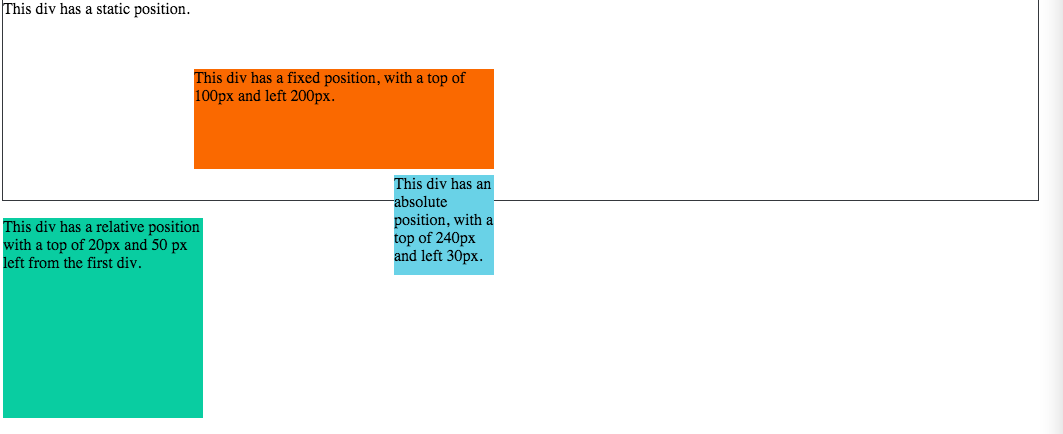 This div has a static position.
This div has a fixed position, with a top of
100px and left 200px.
This div has an
absolute
position, with a
top of 240px
and left 30px.
This div has a relative position
with a top of 20px and 50 px
left from the first div.